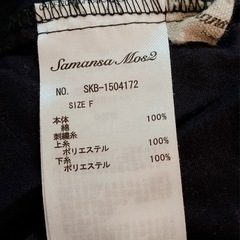 Samansa Mos2
NO. SKB-1504172
SIZE F
本体 100%
綿
刺繍糸
上糸 100%
ポリエステル
下糸 100%
ポリエステル